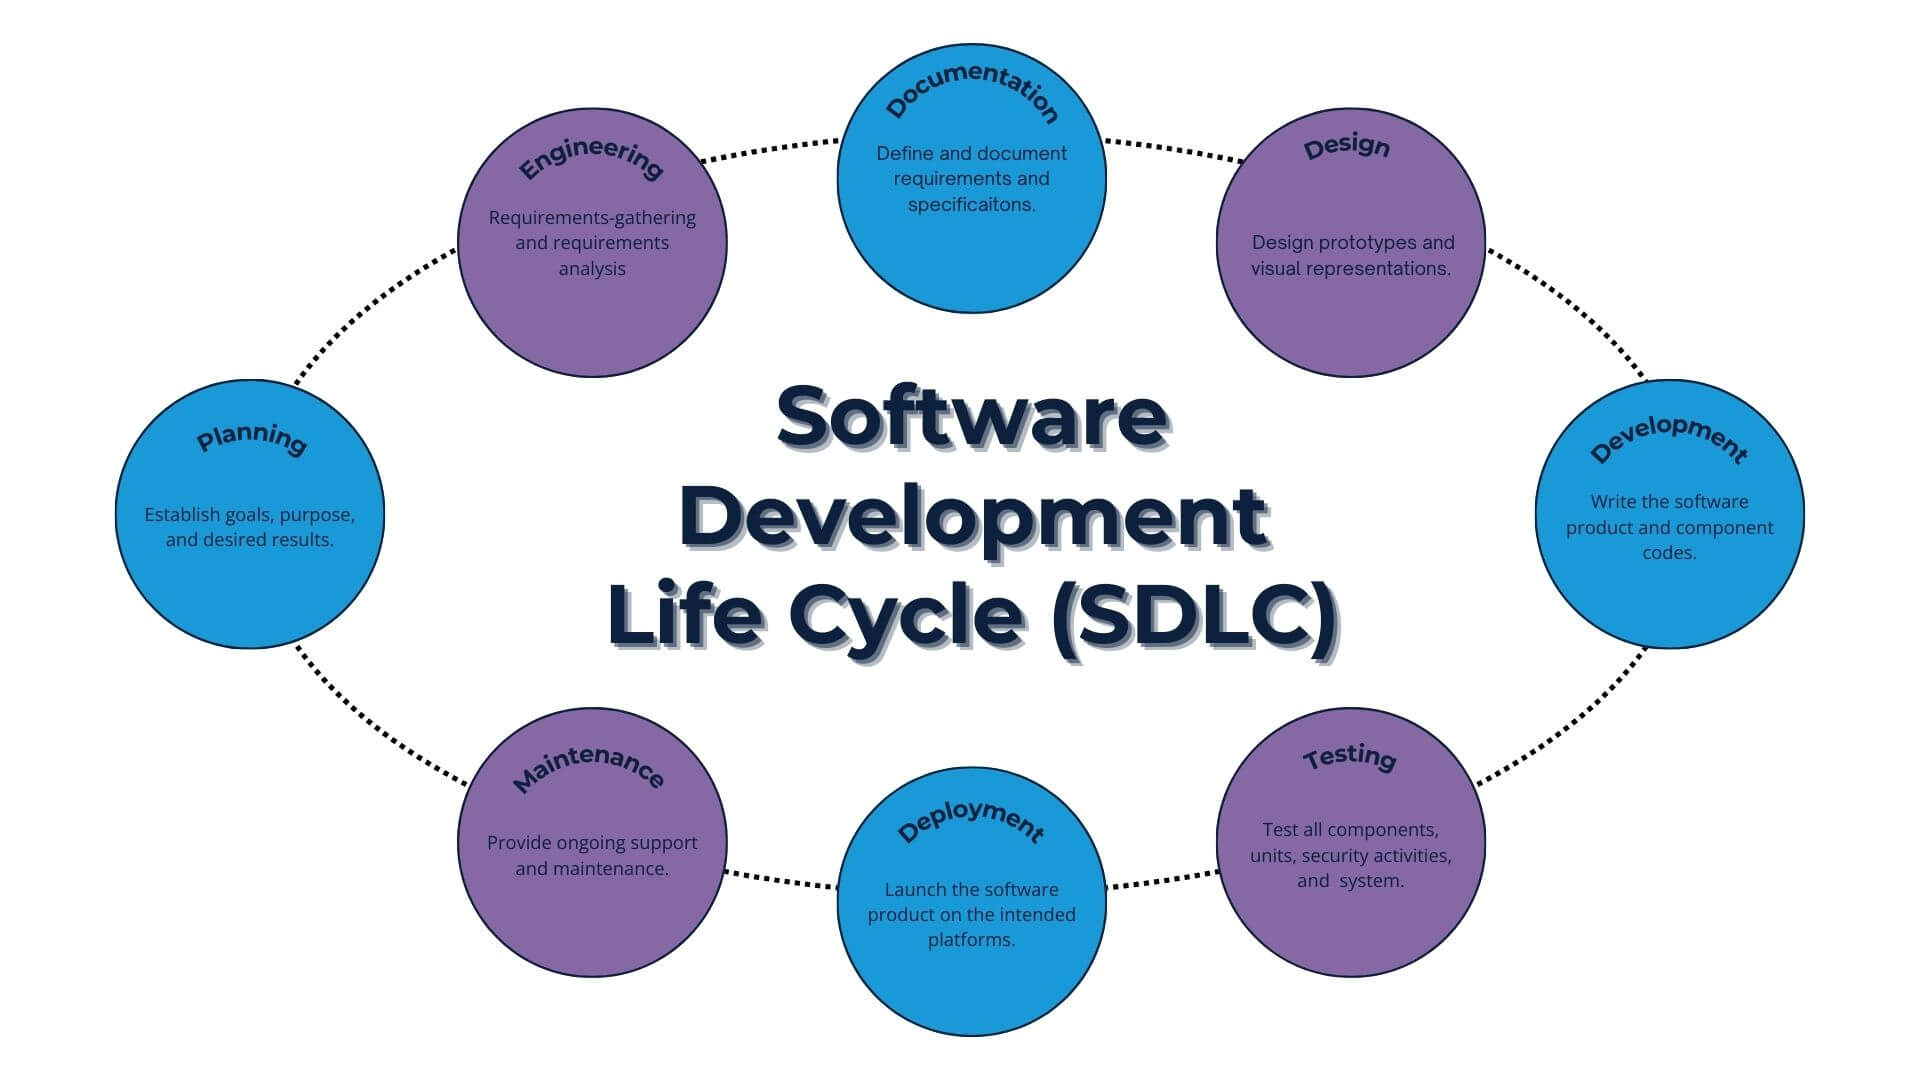 Documentation
Define and document
requirements and
specificaitons.
Engineering
Requirements-gathering
and requirements
analysis
Design
Design prototypes and
visual representations.
Software
Development
Life Cycle (SDLC)
Planning
Establish goals, purpose,
and desired results.
Development
Write the software
product and component
codes.
Maintenance
Provide ongoing support
and maintenance.
Deployment
Launch the software
product on the intended
platforms.
Testing
Test all components,
units, security activities,
and system.